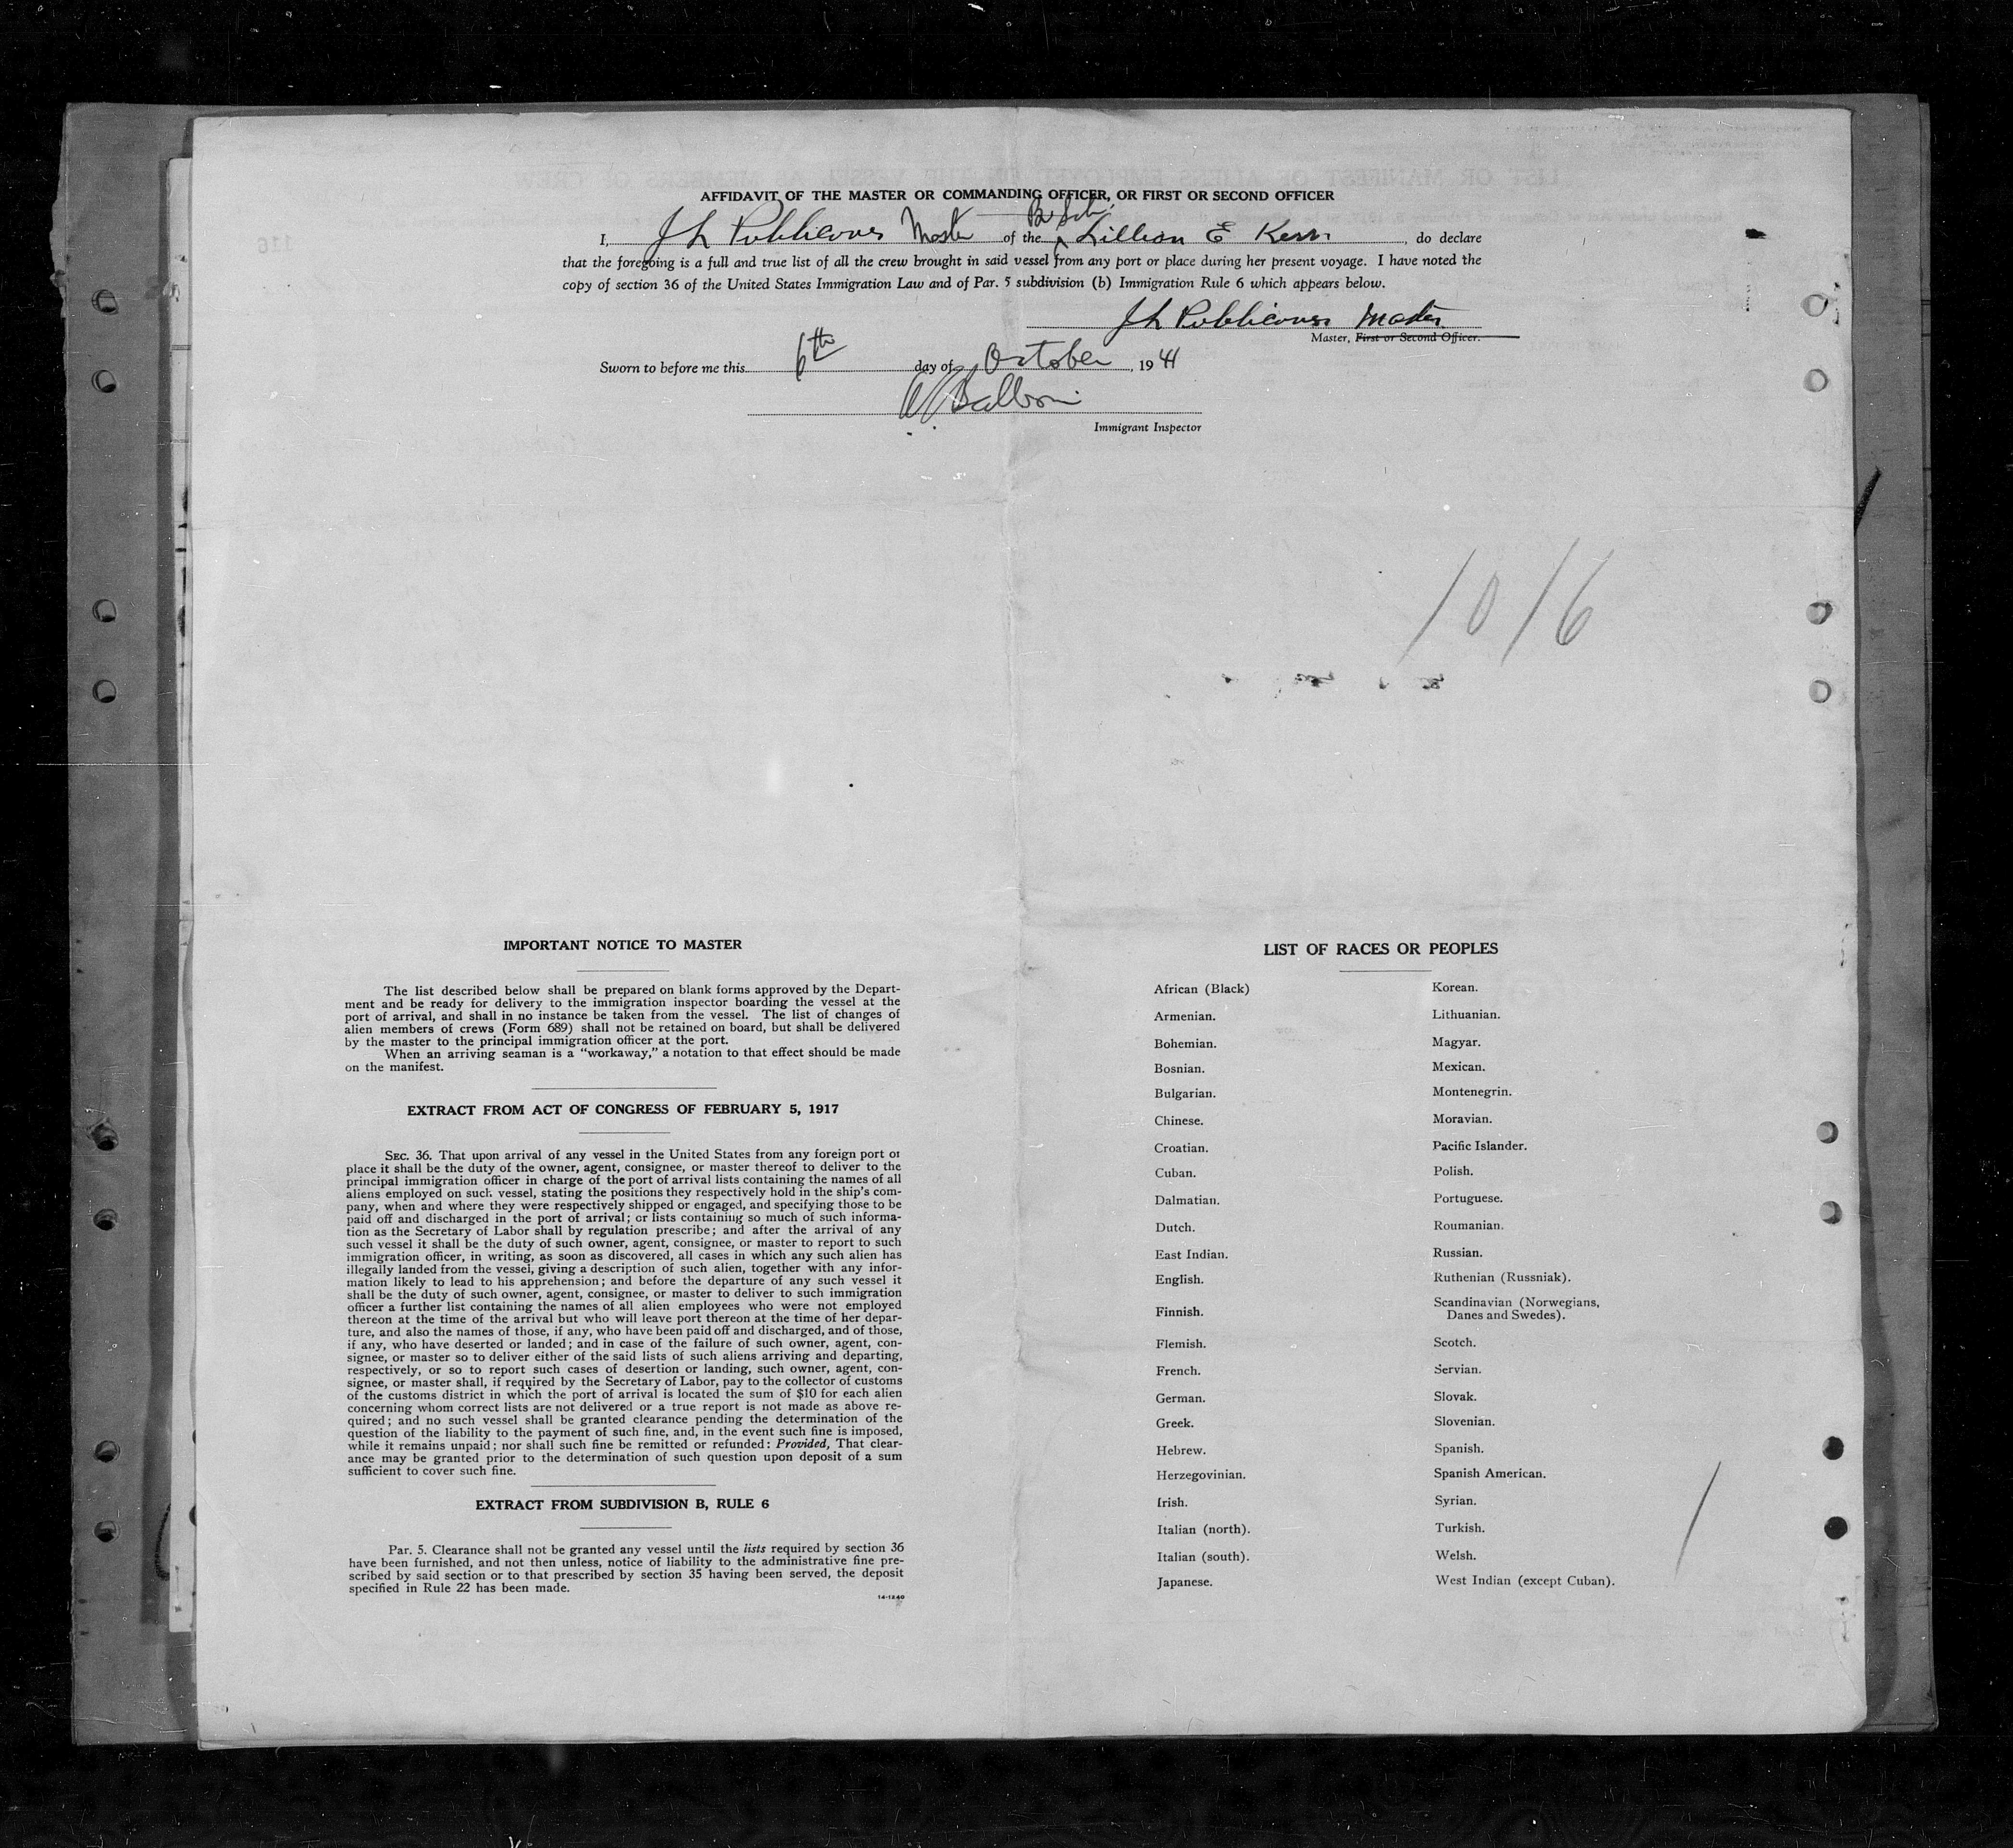 AFFIDAVIT OF THE MASTER OR COMMANDING OFFICER, OR FIRST OR SECOND OFFICER
Br Sch
I, J L Publicover Master of the Lillian E Kerr, do declare
that the foregoing is a full and true list of all the crew brought in said vessel from any port or place during her present voyage. I have noted the
copy of section 36 of the United States Immigration Law and of Par. 5 subdivision (b) Immigration Rule 6 which appears below.
J L Publicover Master
Master, First or Second Officer.
Sworn to before me this 6th day of October, 1941
Immigrant Inspector
10/6
IMPORTANT NOTICE TO MASTER
The list described below shall be prepared on blank forms approved by the Depart-
ment and be ready for delivery to the immigration inspector boarding the vessel at the
port of arrival, and shall in no instance be taken from the vessel. The list of changes of
alien members of crews (Form 689) shall not be retained on board, but shall be delivered
by the master to the principal immigration officer at the port.
When an arriving seaman is a "workaway," a notation to that effect should be made
on the manifest.
EXTRACT FROM ACT OF CONGRESS OF FEBRUARY 5, 1917
SEC. 36. That upon arrival of any vessel in the United States from any foreign port or
place it shall be the duty of the owner, agent, consignee, or master thereof to deliver to the
principal immigration officer in charge of the port of arrival lists containing the names of all
aliens employed on such vessel, stating the positions they respectively hold in the ship's com-
pany, when and where they were respectively shipped or engaged, and specifying those to be
paid off and discharged in the port of arrival; or lists containing so much of such informa-
tion as the Secretary of Labor shall by regulation prescribe; and after the arrival of any
such vessel it shall be the duty of such owner, agent, consignee, or master to report to such
immigration officer, in writing, as soon as discovered, all cases in which any such alien has
illegally landed from the vessel, giving a description of such alien, together with any infor-
mation likely to lead to his apprehension; and before the departure of any such vessel it
shall be the duty of such owner, agent, consignee, or master to deliver to such immigration
officer a further list containing the names of all alien employees who were not employed
thereon at the time of the arrival but who will leave port thereon at the time of her depar-
ture, and also the names of those, if any, who have been paid off and discharged, and of those,
if any, who have deserted or landed; and in case of the failure of such owner, agent, con-
signee, or master so to deliver either of the said lists of such aliens arriving and departing,
respectively, or so to report such cases of desertion or landing, such owner, agent, con-
signee, or master shall, if required by the Secretary of Labor, pay to the collector of customs
of the customs district in which the port of arrival is located the sum of $10 for each alien
concerning whom correct lists are not delivered or a true report is not made as above re-
quired; and no such vessel shall be granted clearance pending the determination of the
question of the liability to the payment of such fine, and, in the event such fine is imposed,
while it remains unpaid; nor shall such fine be remitted or refunded: Provided, That clear-
ance may be granted prior to the determination of such question upon deposit of a sum
sufficient to cover such fine.
EXTRACT FROM SUBDIVISION B, RULE 6
Par. 5. Clearance shall not be granted any vessel until the lists required by section 36
have been furnished, and not then unless, notice of liability to the administrative fine pre-
scribed by said section or to that prescribed by section 35 having been served, the deposit
specified in Rule 22 has been made.
14-1240
LIST OF RACES OR PEOPLES
African (Black)
Armenian.
Bohemian.
Bosnian.
Bulgarian.
Chinese.
Croatian.
Cuban.
Dalmatian.
Dutch.
East Indian.
English.
Finnish.
Flemish.
French.
German.
Greek.
Hebrew.
Herzegovinian.
Irish.
Italian (north).
Italian (south).
Japanese.
Korean.
Lithuanian.
Magyar.
Mexican.
Montenegrin.
Moravian.
Pacific Islander.
Polish.
Portuguese.
Roumanian.
Russian.
Ruthenian (Russniak).
Scandinavian (Norwegians,
Danes and Swedes).
Scotch.
Servian.
Slovak.
Slovenian.
Spanish.
Spanish American.
Syrian.
Turkish.
Welsh.
West Indian (except Cuban).